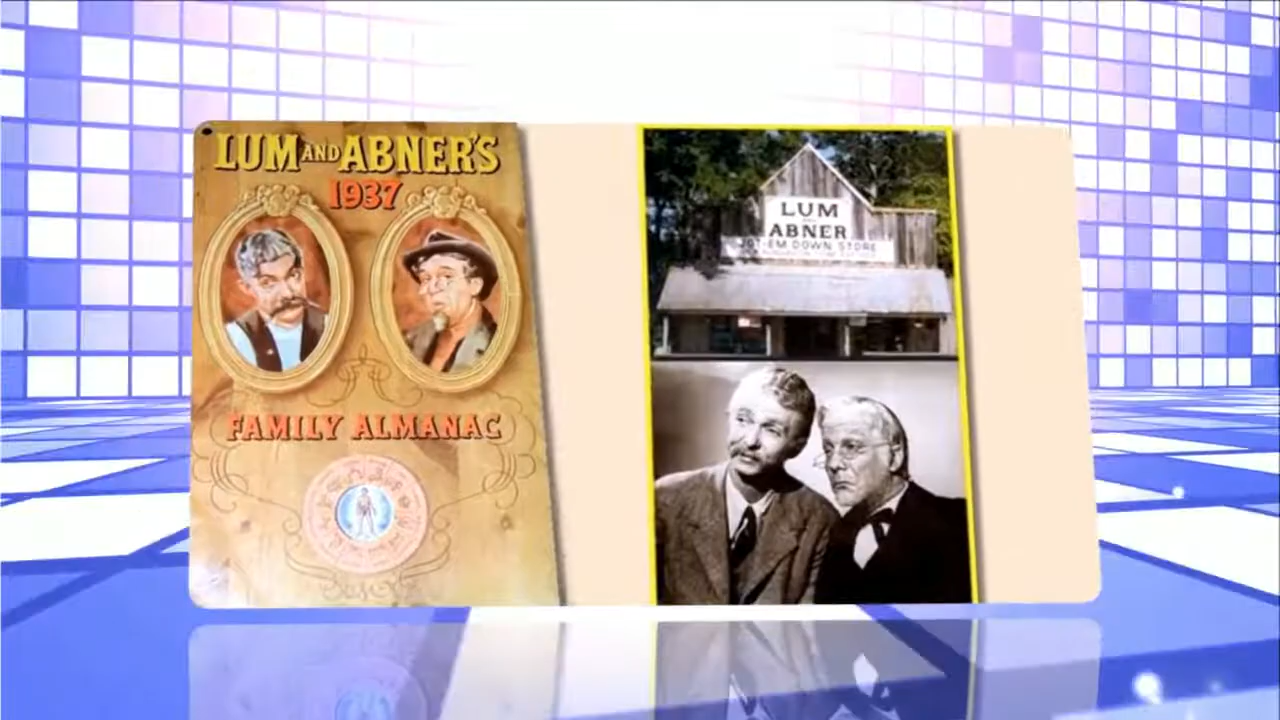 LUM AND ABNER'S
1937
FAMILY ALMANAC
LUM
ABNER
JOT-EM DOWN STORE